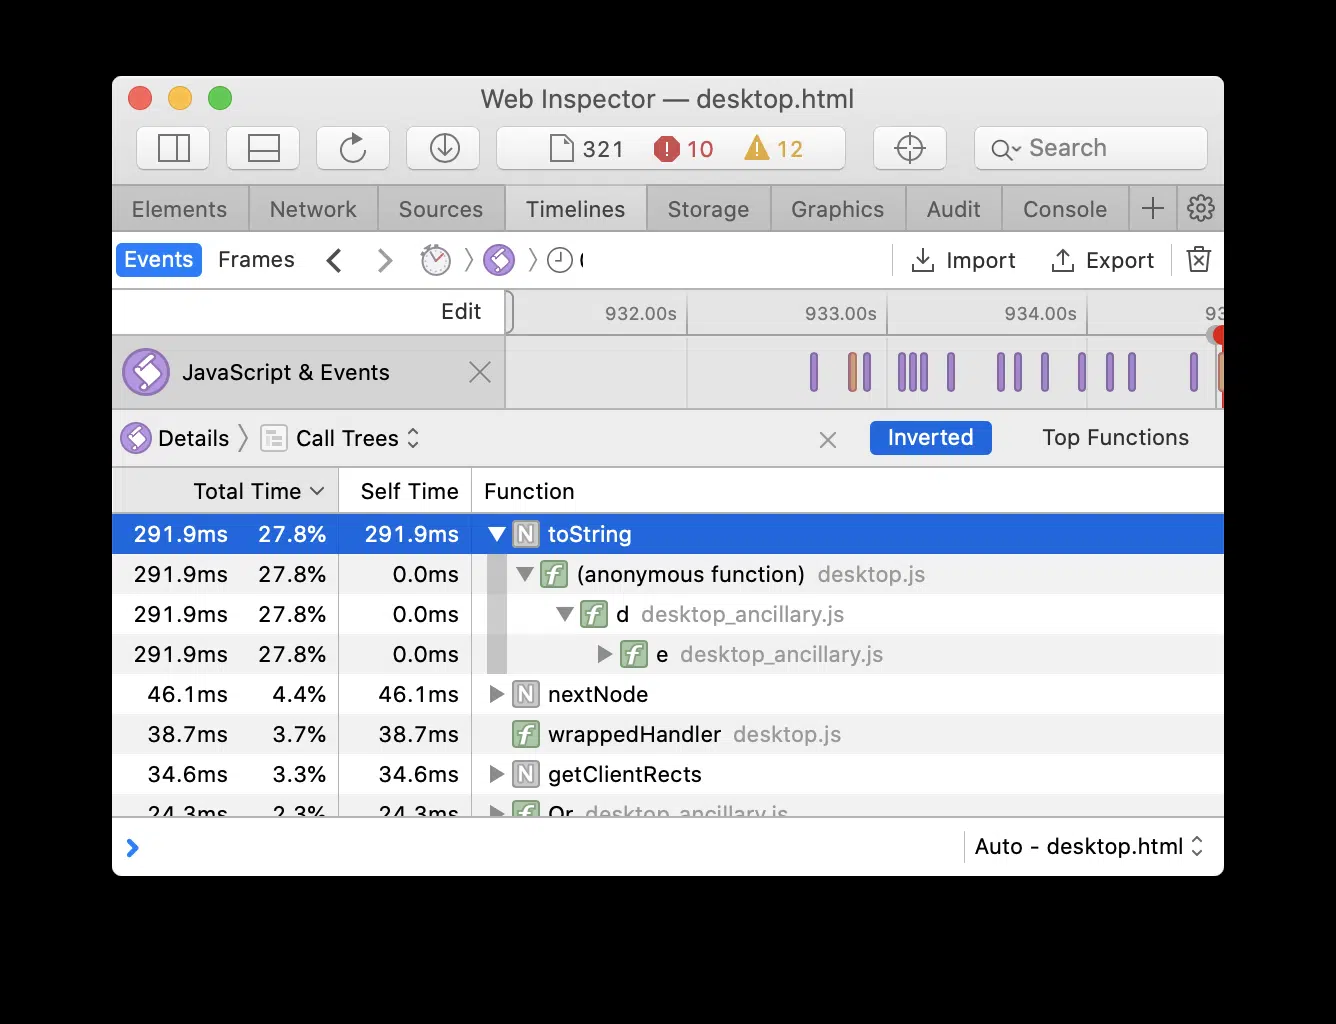 Web Inspector — desktop.html
321 10 12 Search
Elements Network Sources Timelines Storage Graphics Audit Console
Events Frames Import Export
Edit 932.00s 933.00s 934.00s
JavaScript & Events
Details Call Trees Inverted Top Functions
Total Time Self Time Function
291.9ms 27.8% 291.9ms N toString
291.9ms 27.8% 0.0ms f (anonymous function) desktop.js
291.9ms 27.8% 0.0ms f d desktop_ancillary.js
291.9ms 27.8% 0.0ms f e desktop_ancillary.js
46.1ms 4.4% 46.1ms N nextNode
38.7ms 3.7% 38.7ms f wrappedHandler desktop.js
34.6ms 3.3% 34.6ms N getClientRects
24.3ms 2.3% 24.3ms f Or desktop_ancillary.js
Auto - desktop.html